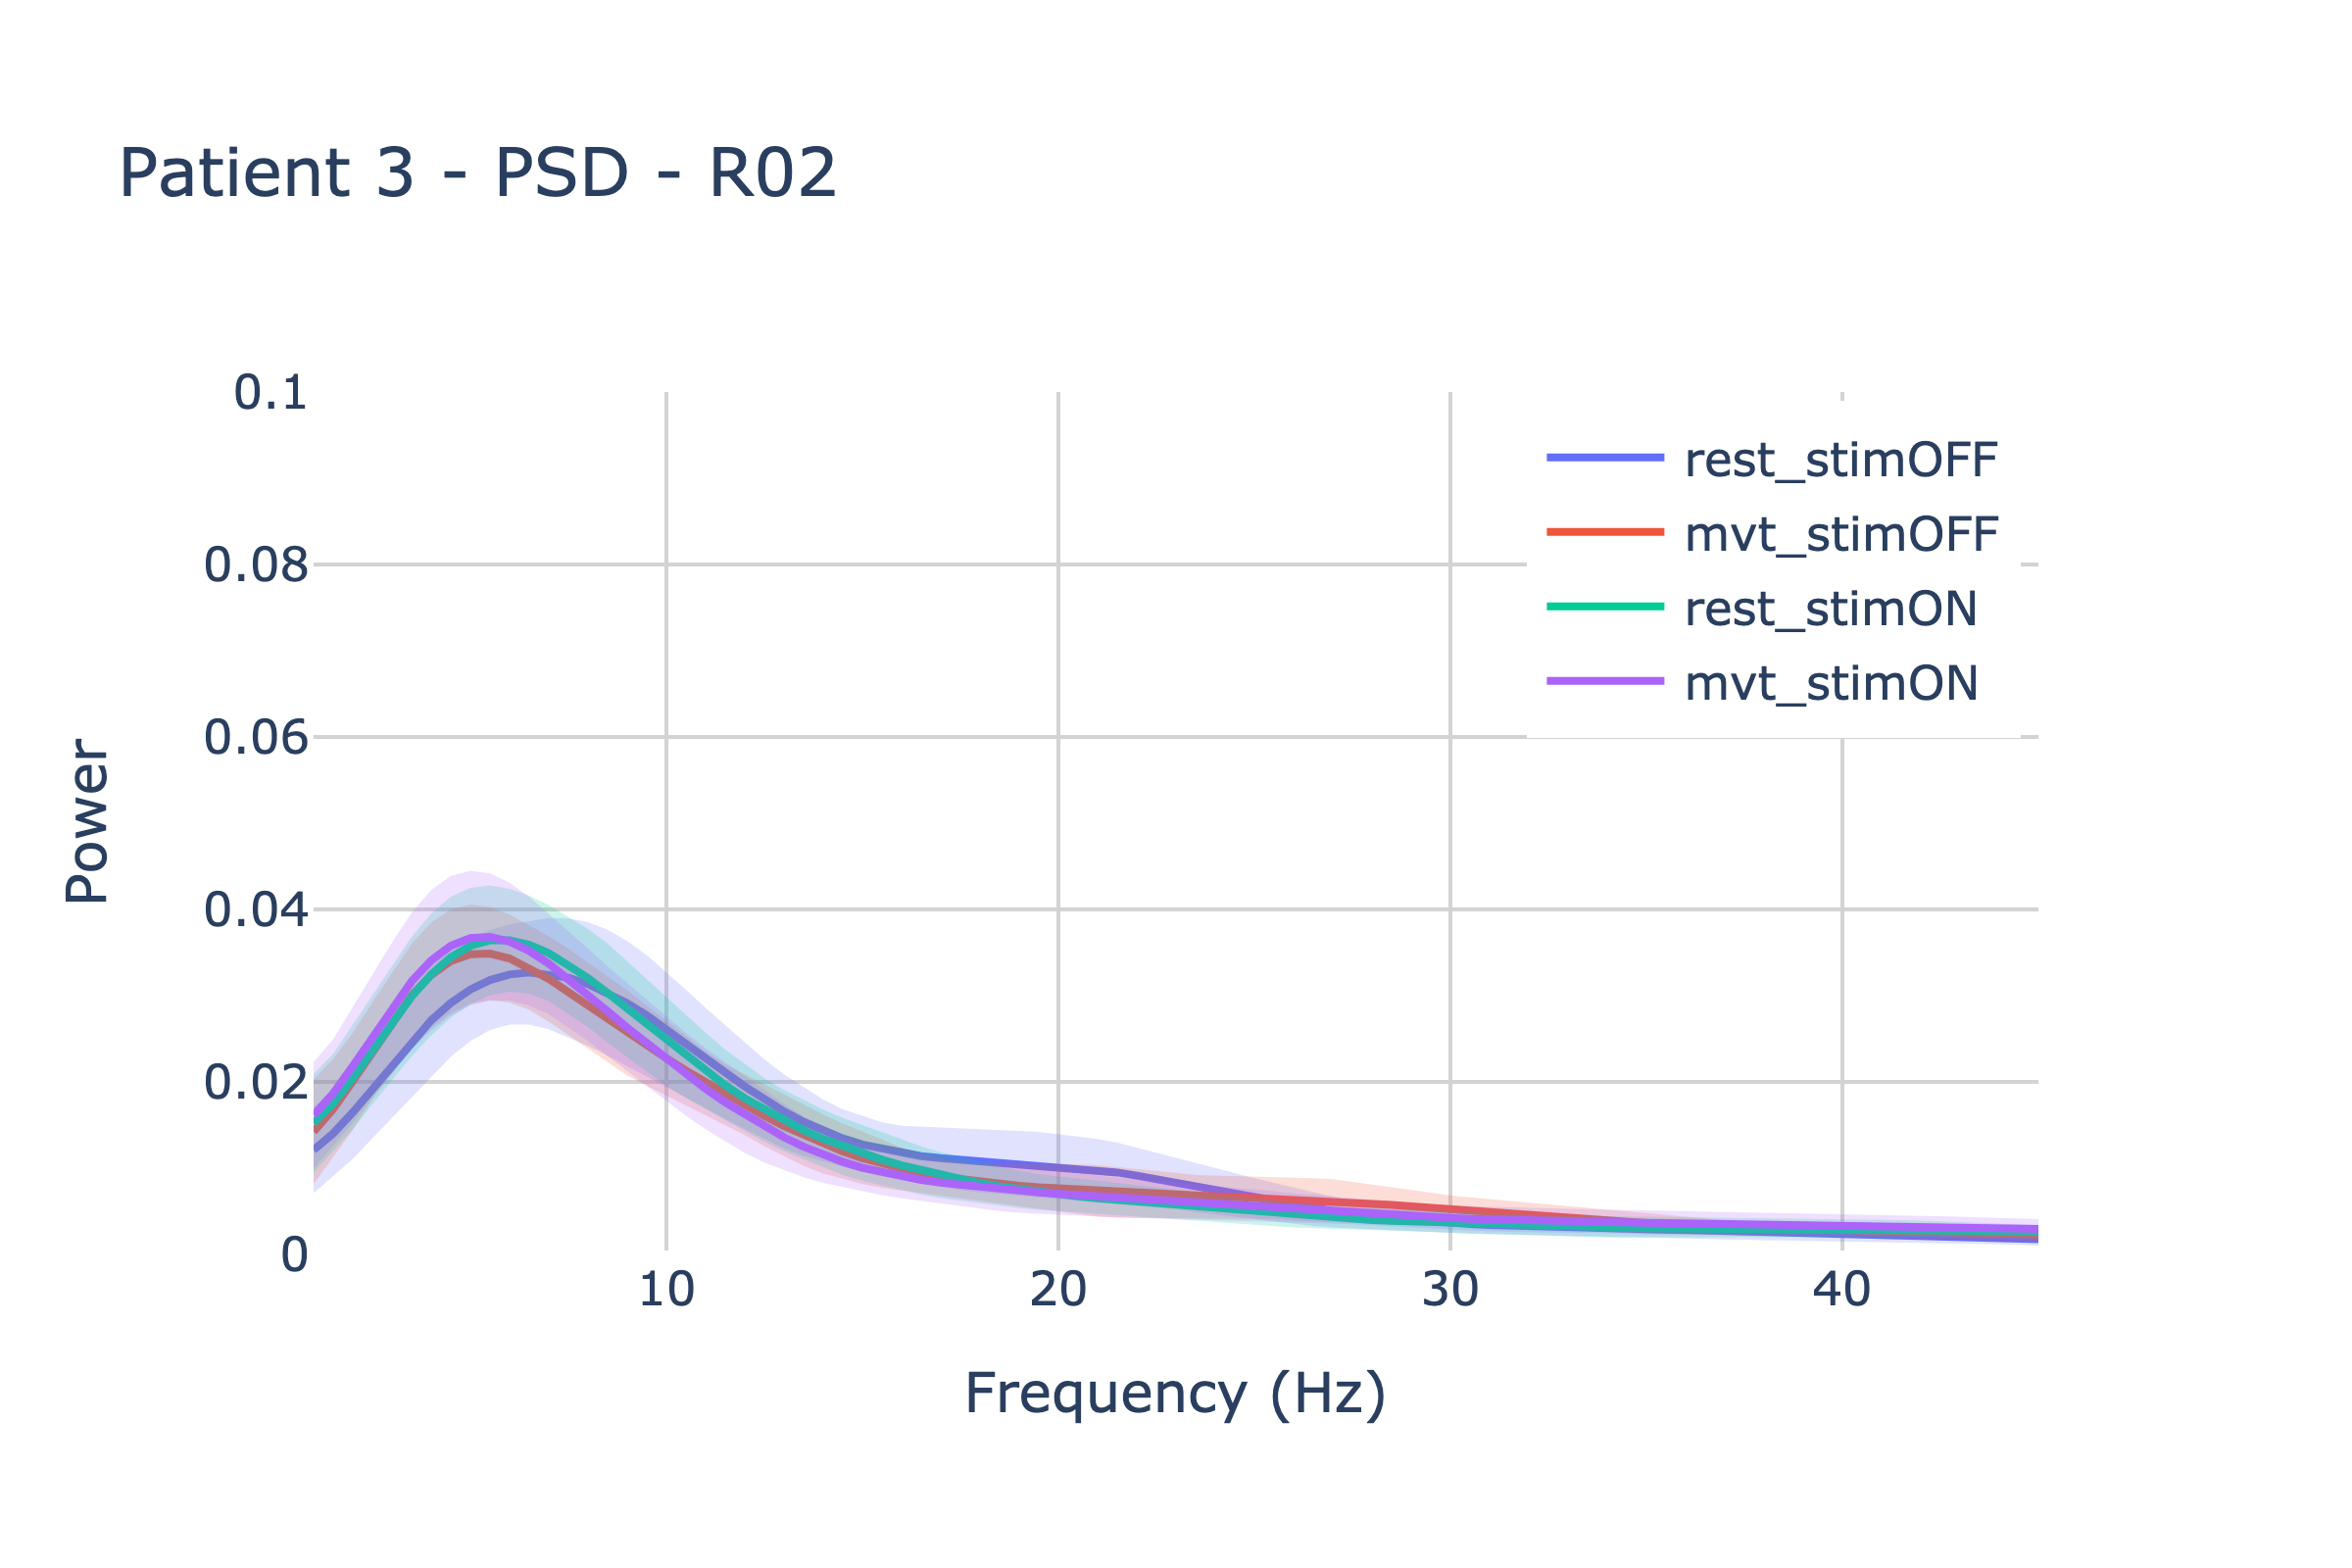 Patient 3 - PSD - R02
0.1
0.08
0.06
0.04
0.02
0
Power
10 20 30 40
Frequency (Hz)
rest_stimOFF
mvt_stimOFF
rest_stimON
mvt_stimON